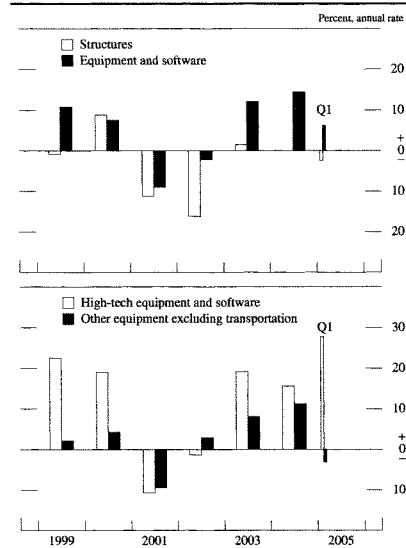 Percent, annual rate
Structures
Equipment and software
20
10
Q1
+
0
−
10
20
High-tech equipment and software
Other equipment excluding transportation
Q1
30
20
10
+
0
−
10
1999 2001 2003 2005